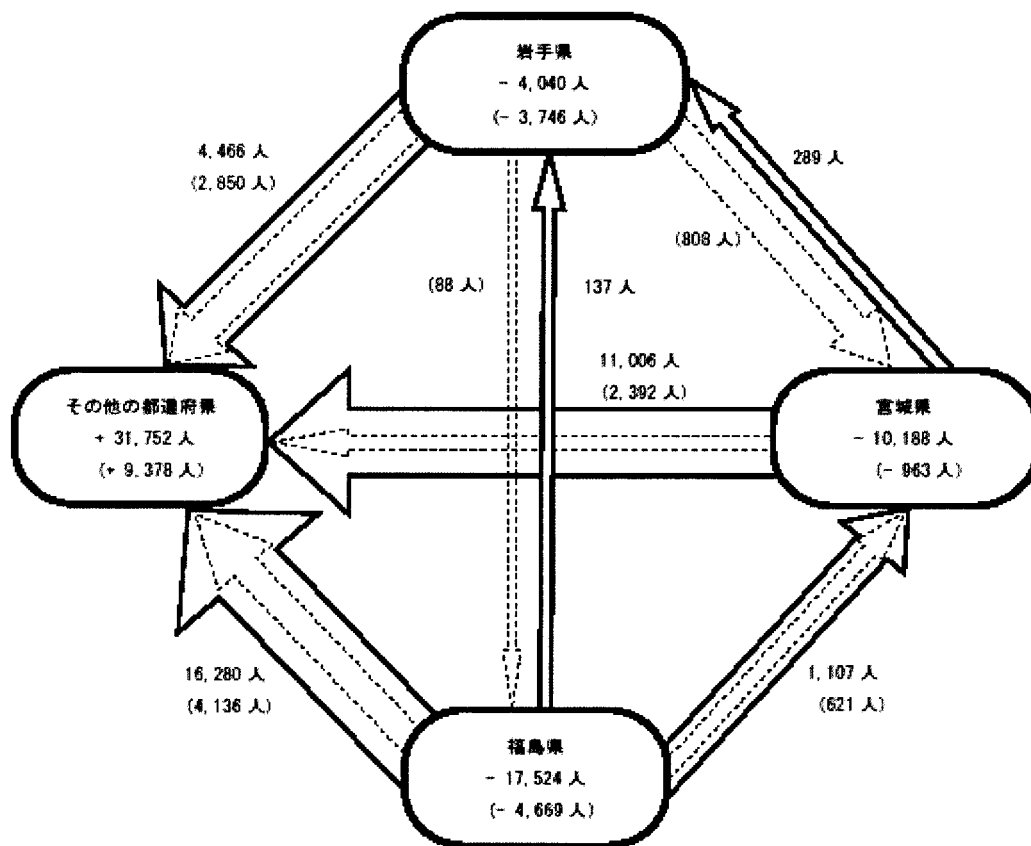 岩手県
- 4,040 人
(- 3,746 人)
4,466 人
(2,850 人)
289 人
(808 人)
(88 人)
137 人
11,006 人
(2,392 人)
その他の都道府県
+ 31,752 人
(+ 9,378 人)
宮城県
- 10,188 人
(- 963 人)
16,280 人
(4,136 人)
1,107 人
(621 人)
福島県
- 17,524 人
(- 4,669 人)